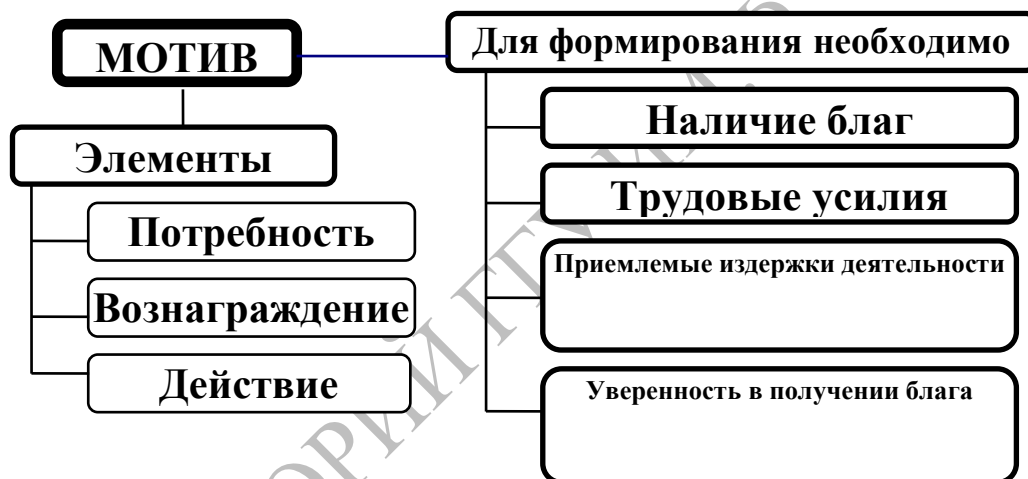 МОТИВ
Для формирования необходимо
Элементы
Потребность
Вознаграждение
Действие
Наличие благ
Трудовые усилия
Приемлемые издержки деятельности
Уверенность в получении блага